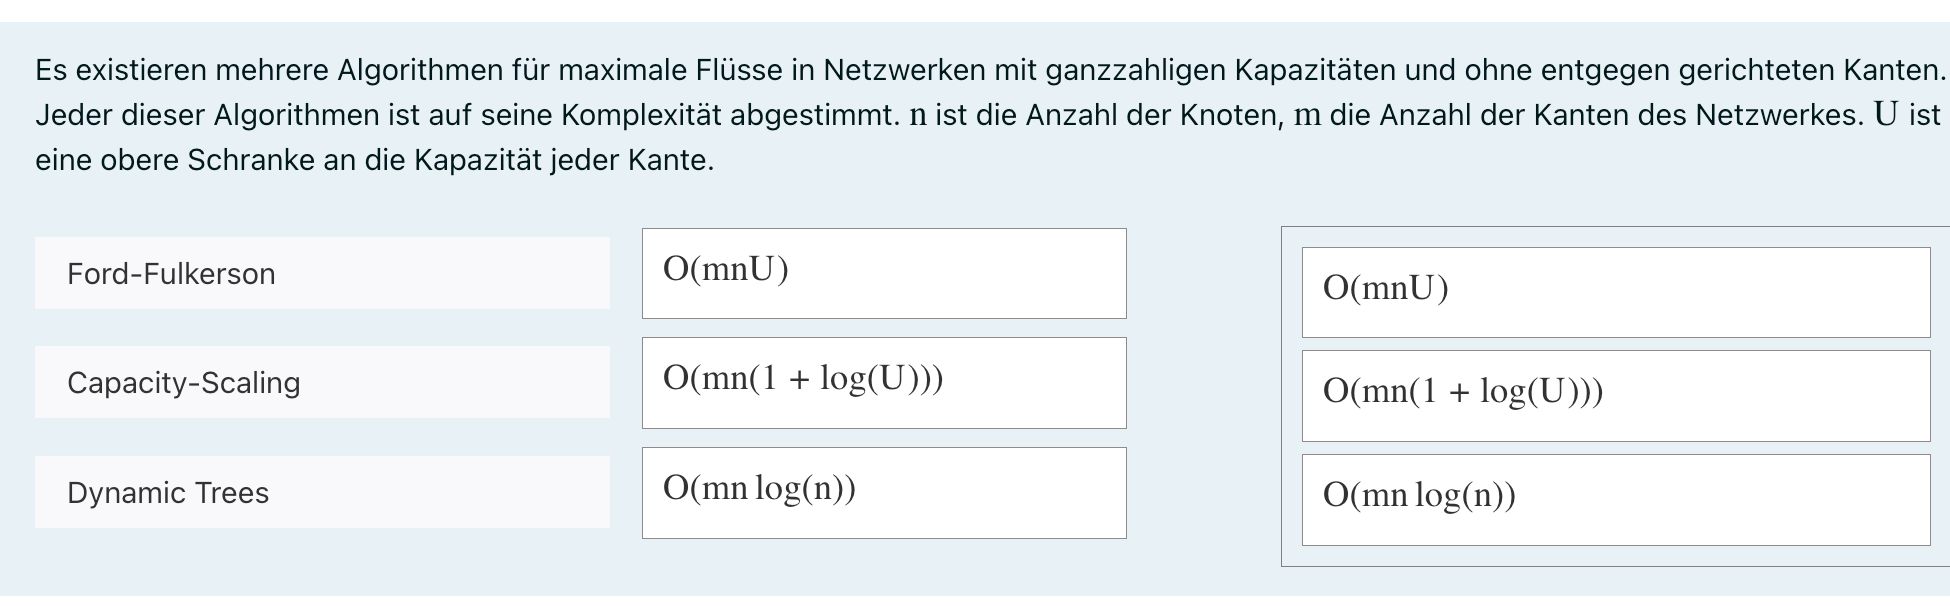 Es existieren mehrere Algorithmen für maximale Flüsse in Netzwerken mit ganzzahligen Kapazitäten und ohne entgegen gerichteten Kanten.
Jeder dieser Algorithmen ist auf seine Komplexität abgestimmt. n ist die Anzahl der Knoten, m die Anzahl der Kanten des Netzwerkes. U ist
eine obere Schranke an die Kapazität jeder Kante.
Ford-Fulkerson
O(mnU)
O(mnU)
Capacity-Scaling
O(mn(1 + log(U)))
O(mn(1 + log(U)))
Dynamic Trees
O(mn log(n))
O(mn log(n))